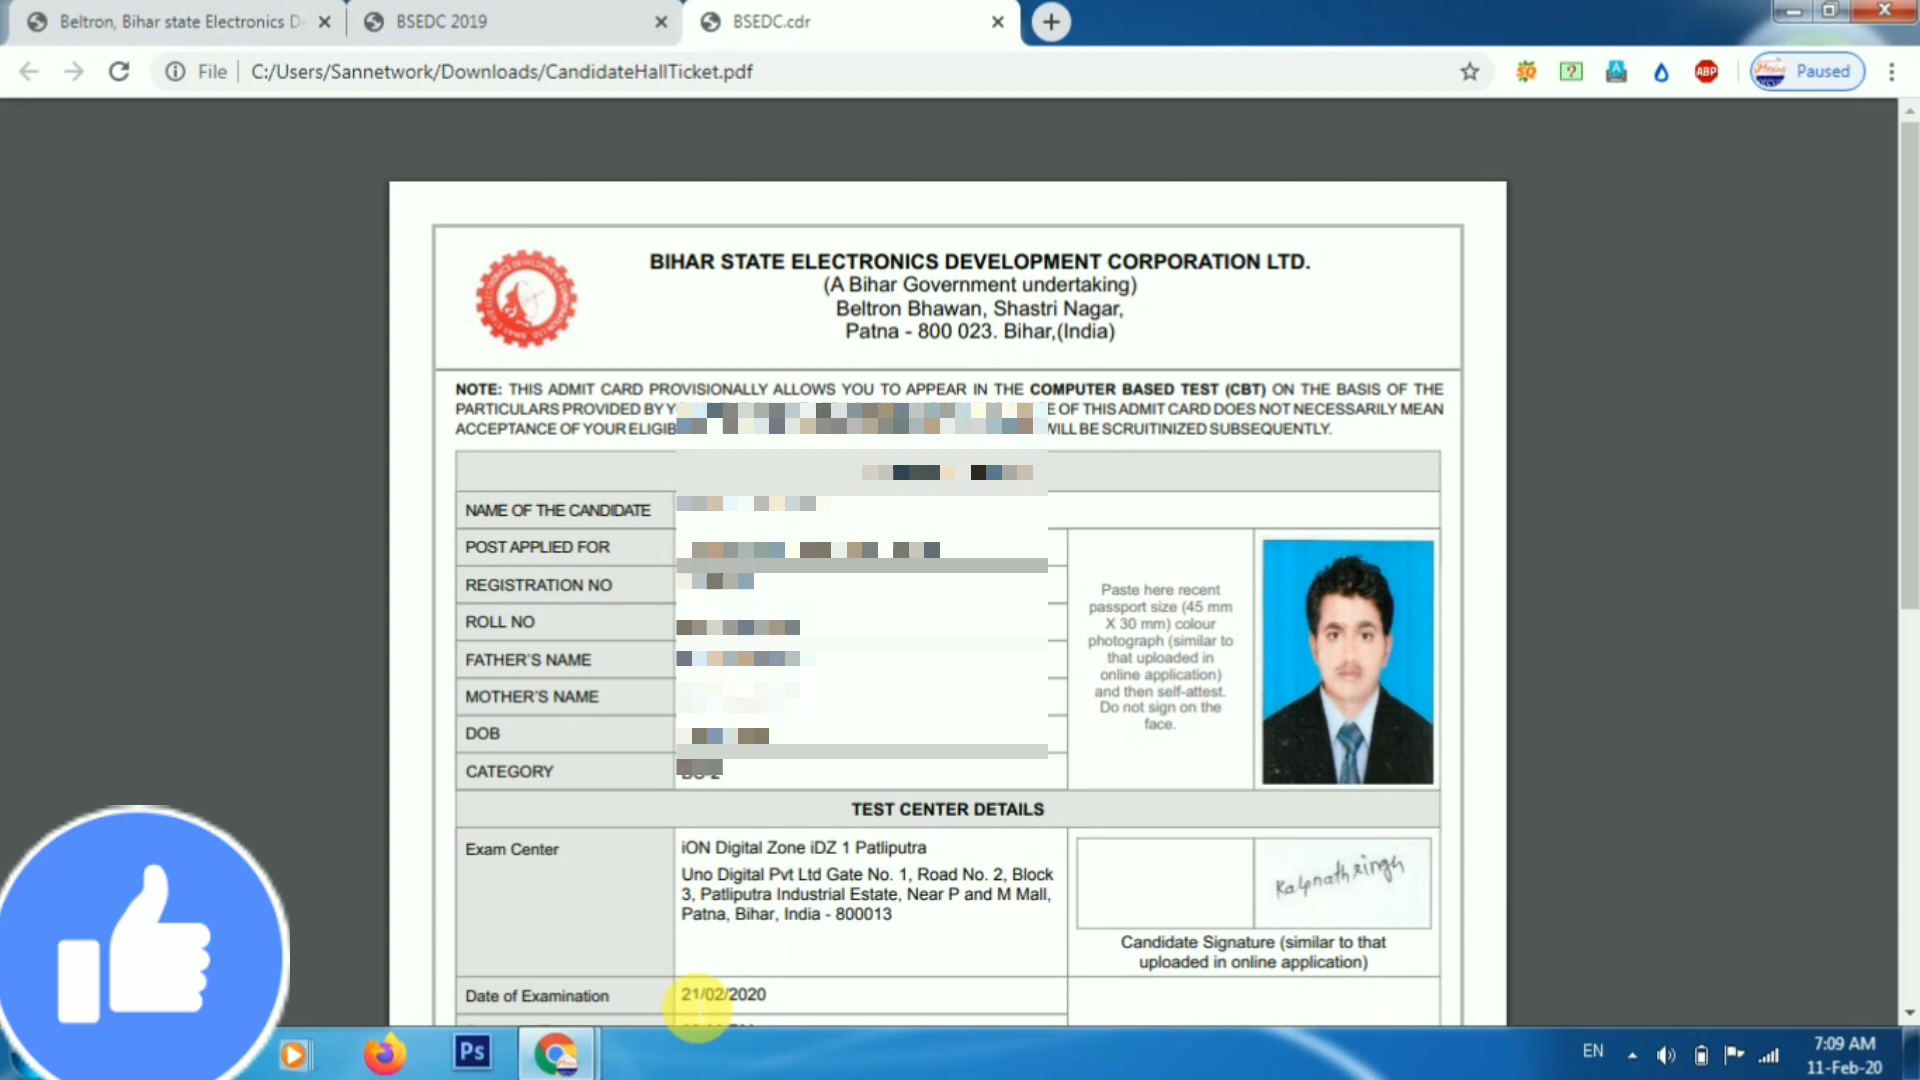 Beltron, Bihar state Electronics D
BSEDC 2019
BSEDC.cdr
File
C:/Users/Sannetwork/Downloads/CandidateHallTicket.pdf
SQ
?
A
ABP
Paused
BIHAR STATE ELECTRONICS DEVELOPMENT CORPORATION LTD.
(A Bihar Government undertaking)
Beltron Bhawan, Shastri Nagar,
Patna - 800 023. Bihar,(India)
NOTE: THIS ADMIT CARD PROVISIONALLY ALLOWS YOU TO APPEAR IN THE COMPUTER BASED TEST (CBT) ON THE BASIS OF THE
PARTICULARS PROVIDED BY Y E OF THIS ADMIT CARD DOES NOT NECESSARILY MEAN
ACCEPTANCE OF YOUR ELIGIB WILL BE SCRUITINIZED SUBSEQUENTLY.
NAME OF THE CANDIDATE
POST APPLIED FOR
REGISTRATION NO
ROLL NO
FATHER'S NAME
MOTHER'S NAME
DOB
CATEGORY
Paste here recent
passport size (45 mm
X 30 mm) colour
photograph (similar to
that uploaded in
online application)
and then self-attest.
Do not sign on the
face.
TEST CENTER DETAILS
Exam Center
iON Digital Zone iDZ 1 Patliputra
Uno Digital Pvt Ltd Gate No. 1, Road No. 2, Block
3, Patliputra Industrial Estate, Near P and M Mall,
Patna, Bihar, India - 800013
Kalpnath singh
Candidate Signature (similar to that
uploaded in online application)
Date of Examination
21/02/2020
Ps
EN
7:09 AM
11-Feb-20